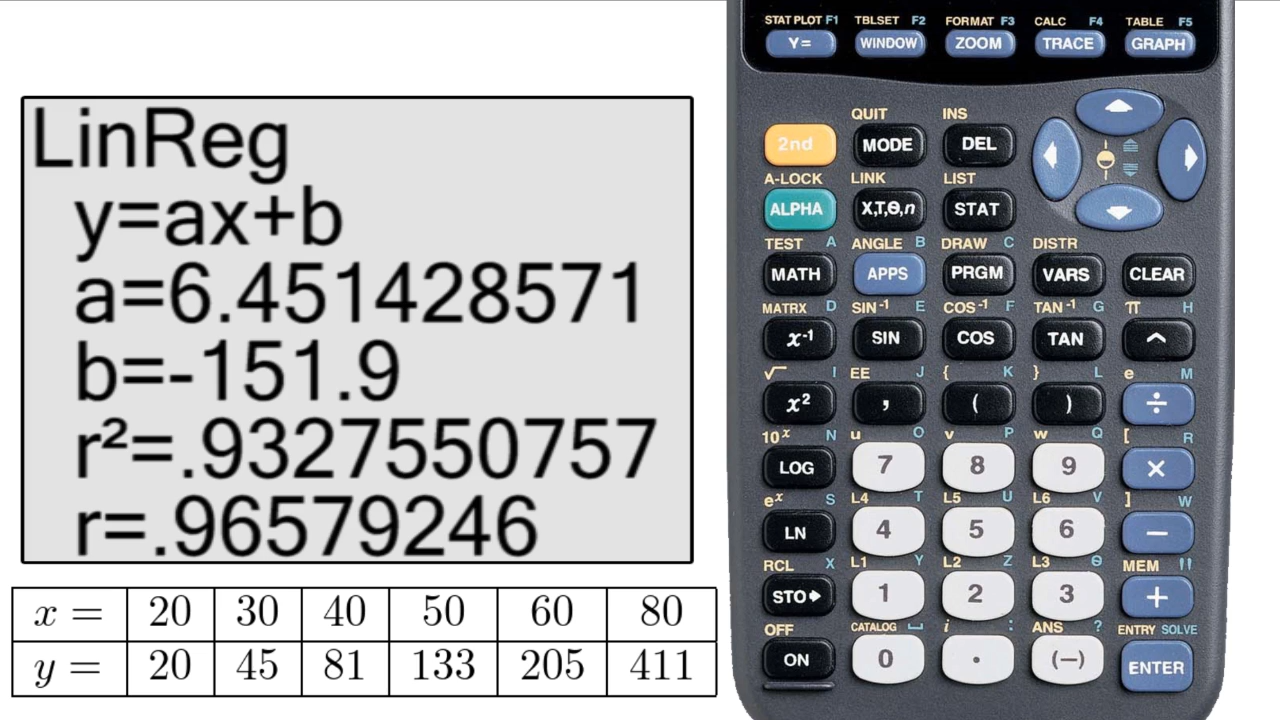 LinReg
y=ax+b
a=6.451428571
b=-151.9
r²=.9327550757
r=.96579246
x = 20 30 40 50 60 80
y = 20 45 81 133 205 411
STAT PLOT F1 TBLSET F2 FORMAT F3 CALC F4 TABLE F5
Y= WINDOW ZOOM TRACE GRAPH
QUIT INS
2nd MODE DEL
A-LOCK LINK LIST
ALPHA X,T,Θ,n STAT
TEST A ANGLE B DRAW C DISTR
MATH APPS PRGM VARS CLEAR
MATRX D SIN⁻¹ E COS⁻¹ F TAN⁻¹ G π H
x⁻¹ SIN COS TAN ^
√‾ I EE J { K } L e M
x² , ( ) ÷
10ˣ N u O v P w Q [ R
LOG 7 8 9 ×
eˣ S L4 T L5 U L6 V ] W
LN 4 5 6 −
RCL X L1 Y L2 Z L3 Θ MEM "
STO▸ 1 2 3 +
OFF CATALOG ⎵ i : ANS ? ENTRY SOLVE
ON 0 . (−) ENTER